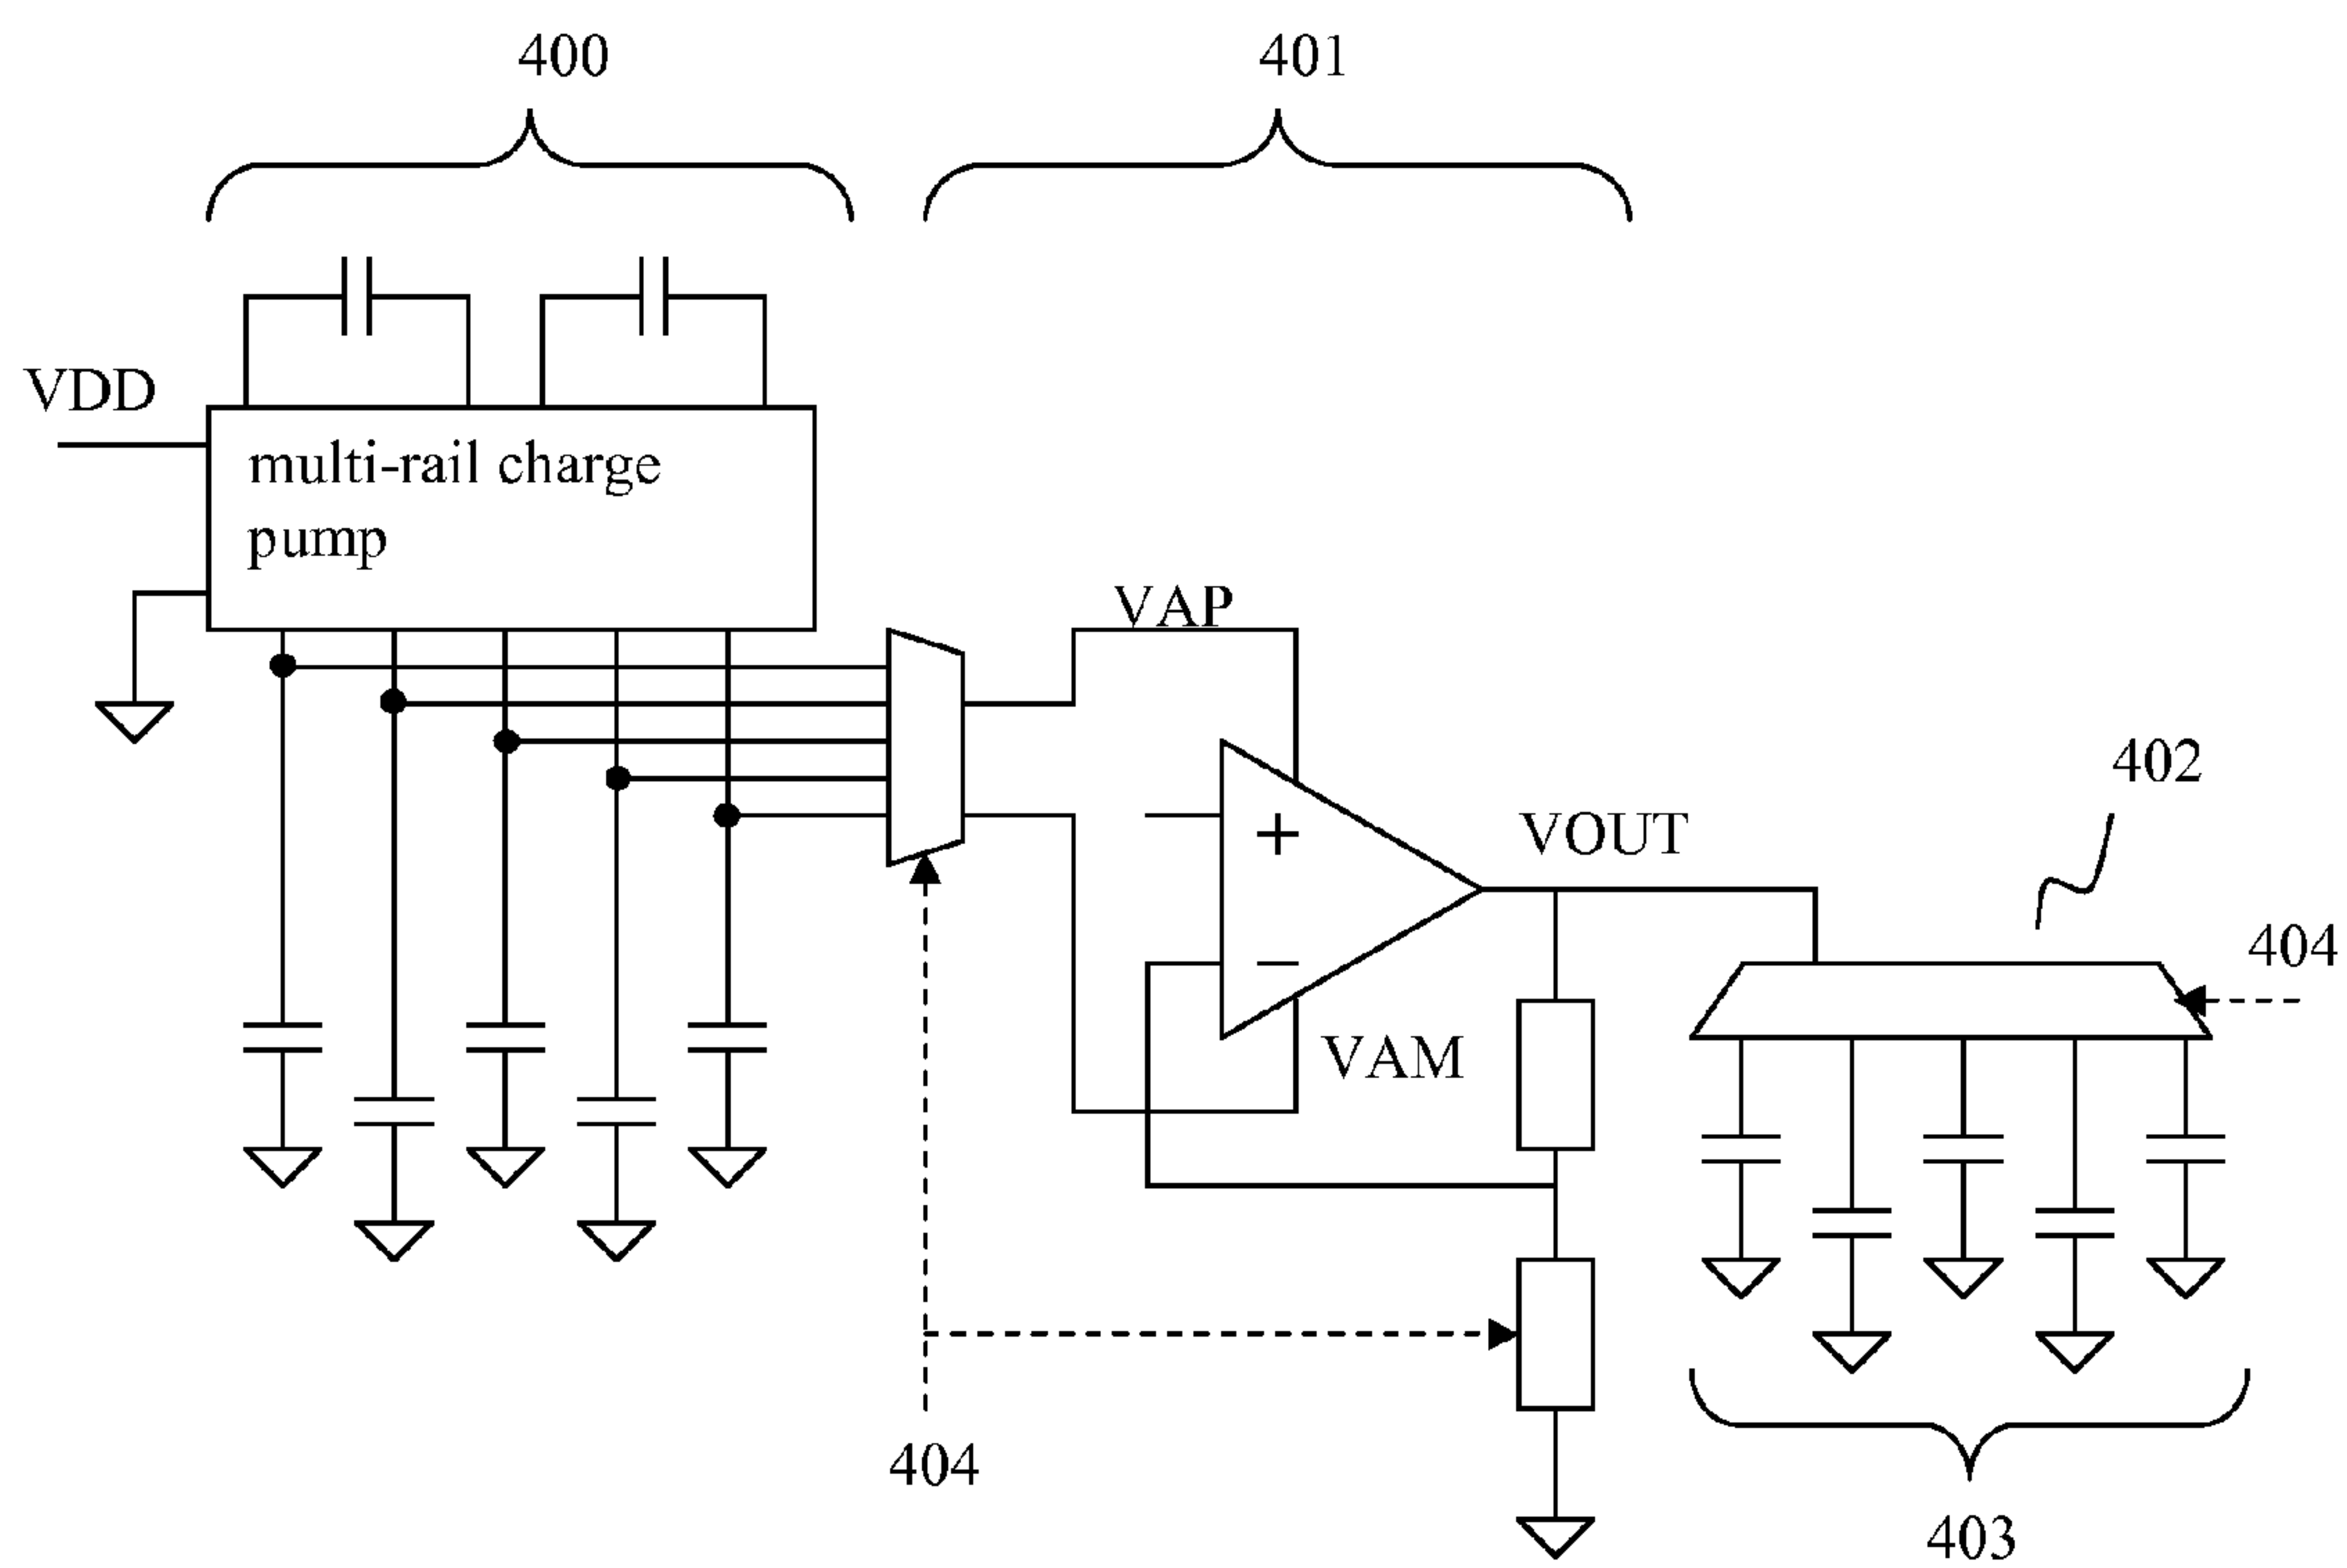 400
401
VDD
multi-rail charge
pump
VAP
402
+
VOUT
404
−
VAM
404
403